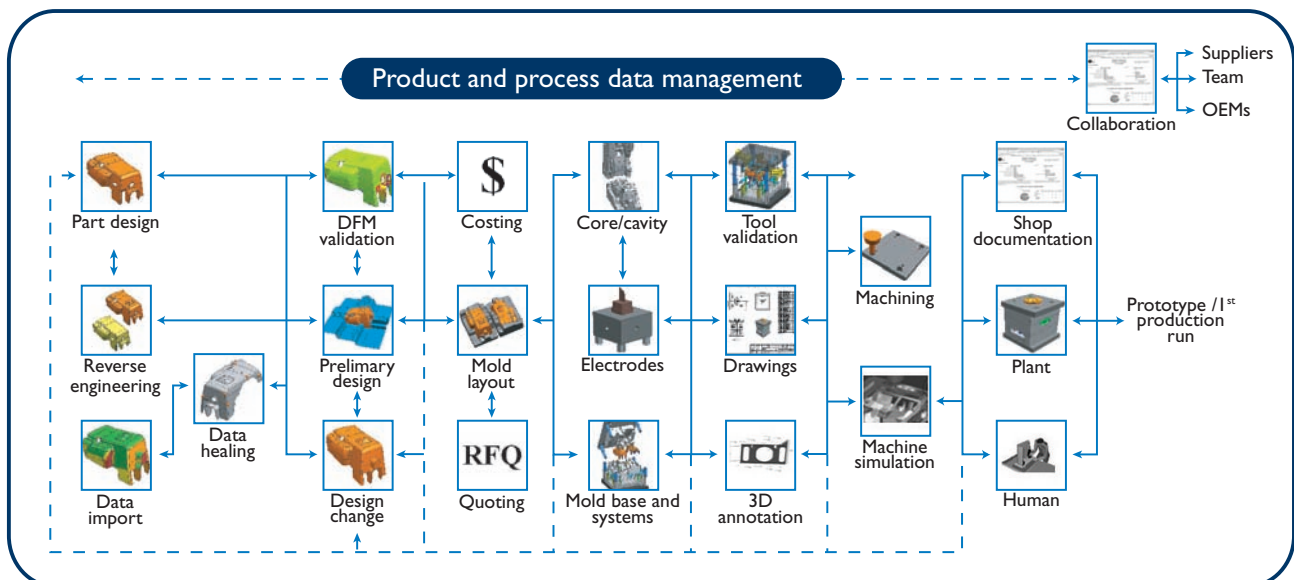 Product and process data management
Suppliers
Team
OEMs
Collaboration
Part design
DFM
validation
$
Costing
Core/cavity
Tool
validation
Shop
documentation
Machining
Prototype /1st
production
run
Reverse
engineering
Prelimary
design
Mold
layout
Electrodes
Drawings
Plant
Data
healing
Machine
simulation
Data
import
Design
change
RFQ
Quoting
Mold base and
systems
3D
annotation
Human